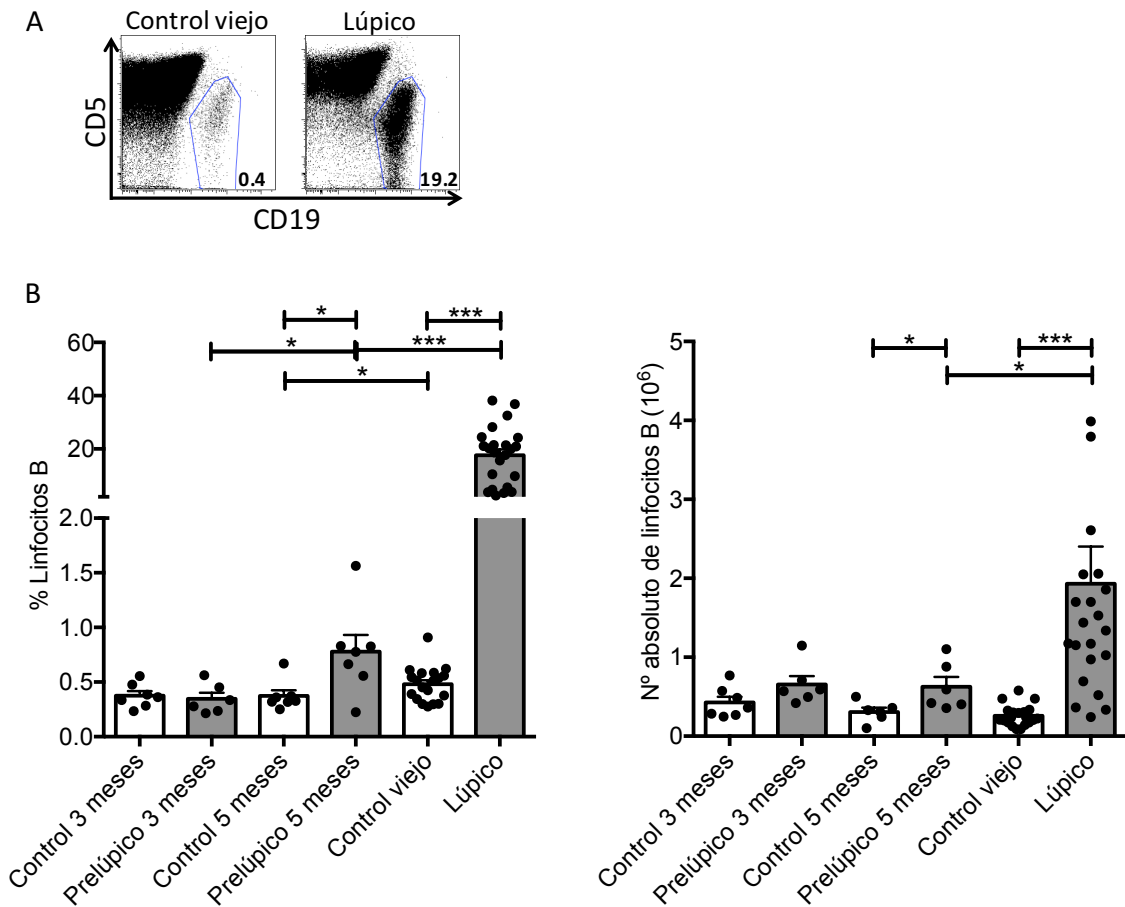 A
Control viejo
Lúpico
CD5
0.4
19.2
CD19
B
*
***
*
***
*
% Linfocitos B
60
40
20
2.0
1.5
1.0
0.5
0.0
Control 3 meses
Prelúpico 3 meses
Control 5 meses
Prelúpico 5 meses
Control viejo
Lúpico
*
***
*
Nº absoluto de linfocitos B (10⁶)
5
4
3
2
1
0
Control 3 meses
Prelúpico 3 meses
Control 5 meses
Prelúpico 5 meses
Control viejo
Lúpico